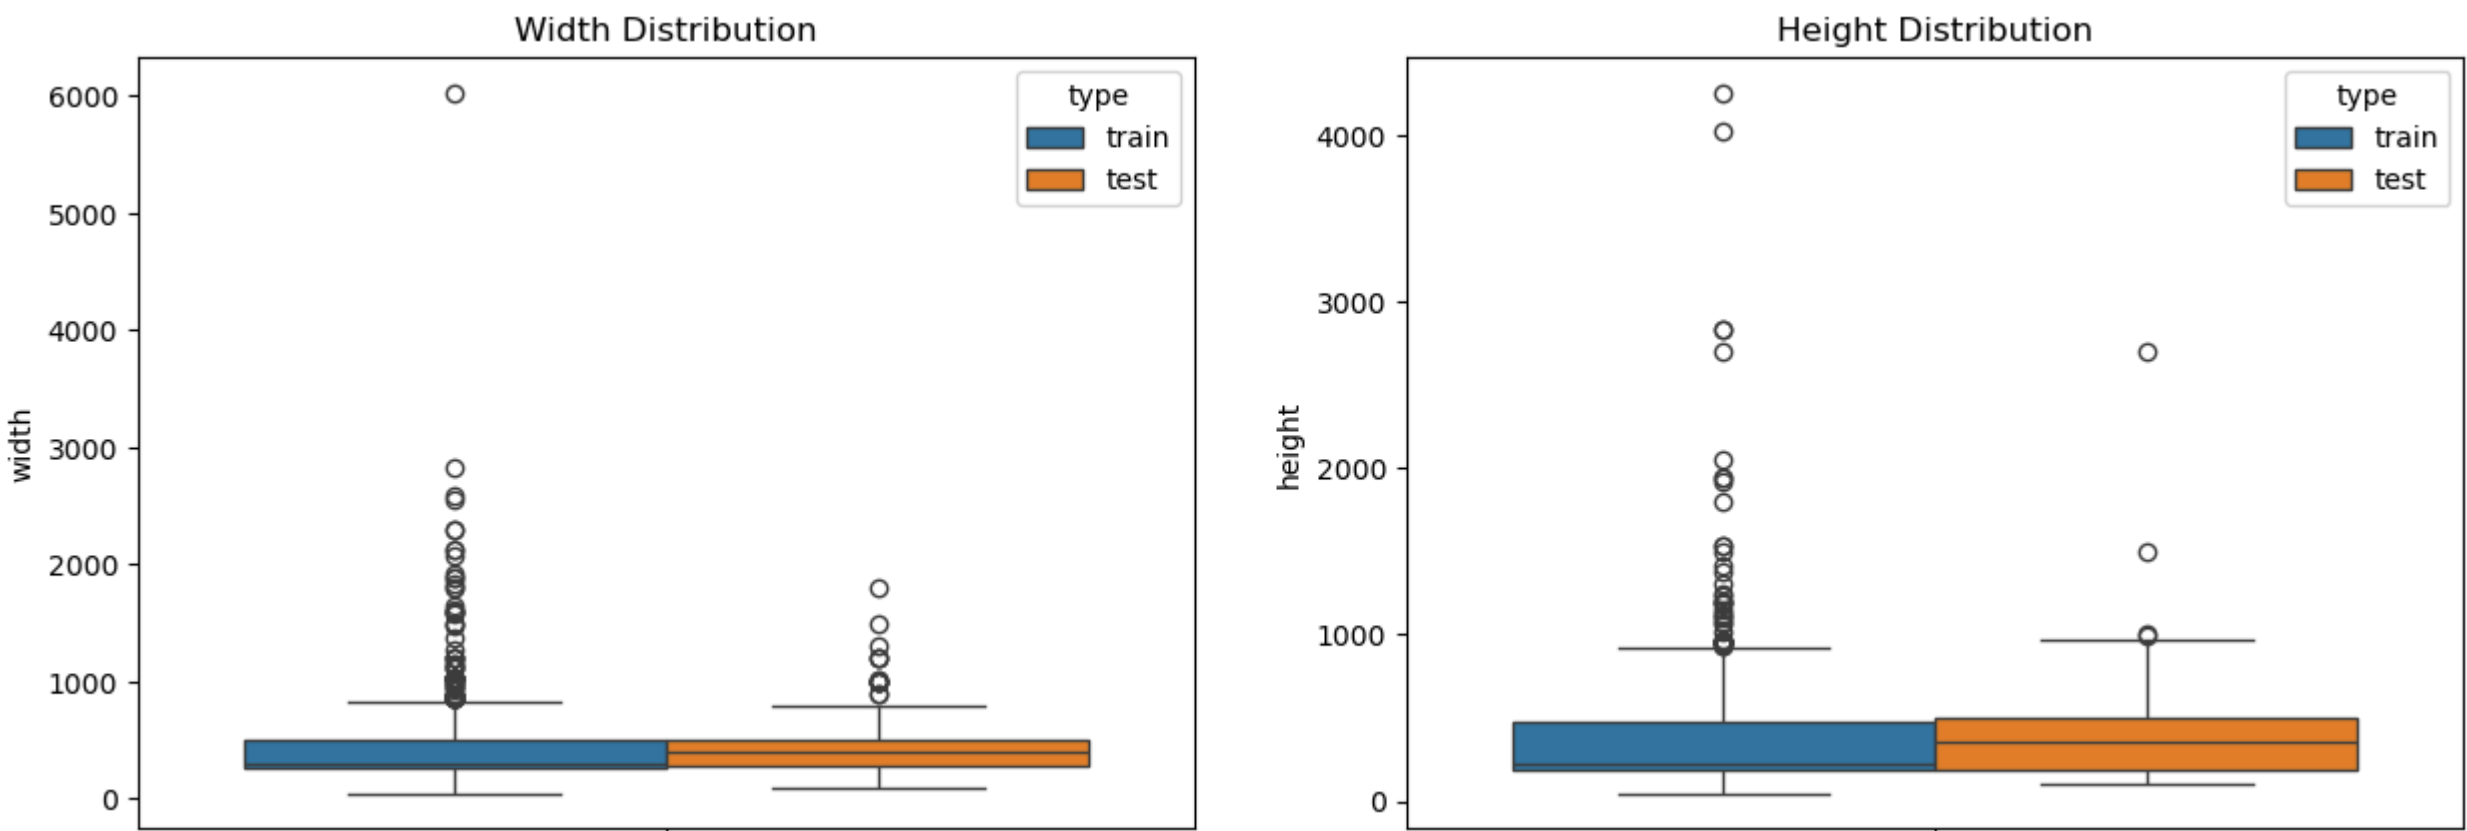 Width Distribution
6000
5000
4000
3000
2000
1000
0
width
type
train
test
Height Distribution
4000
3000
2000
1000
0
height
type
train
test